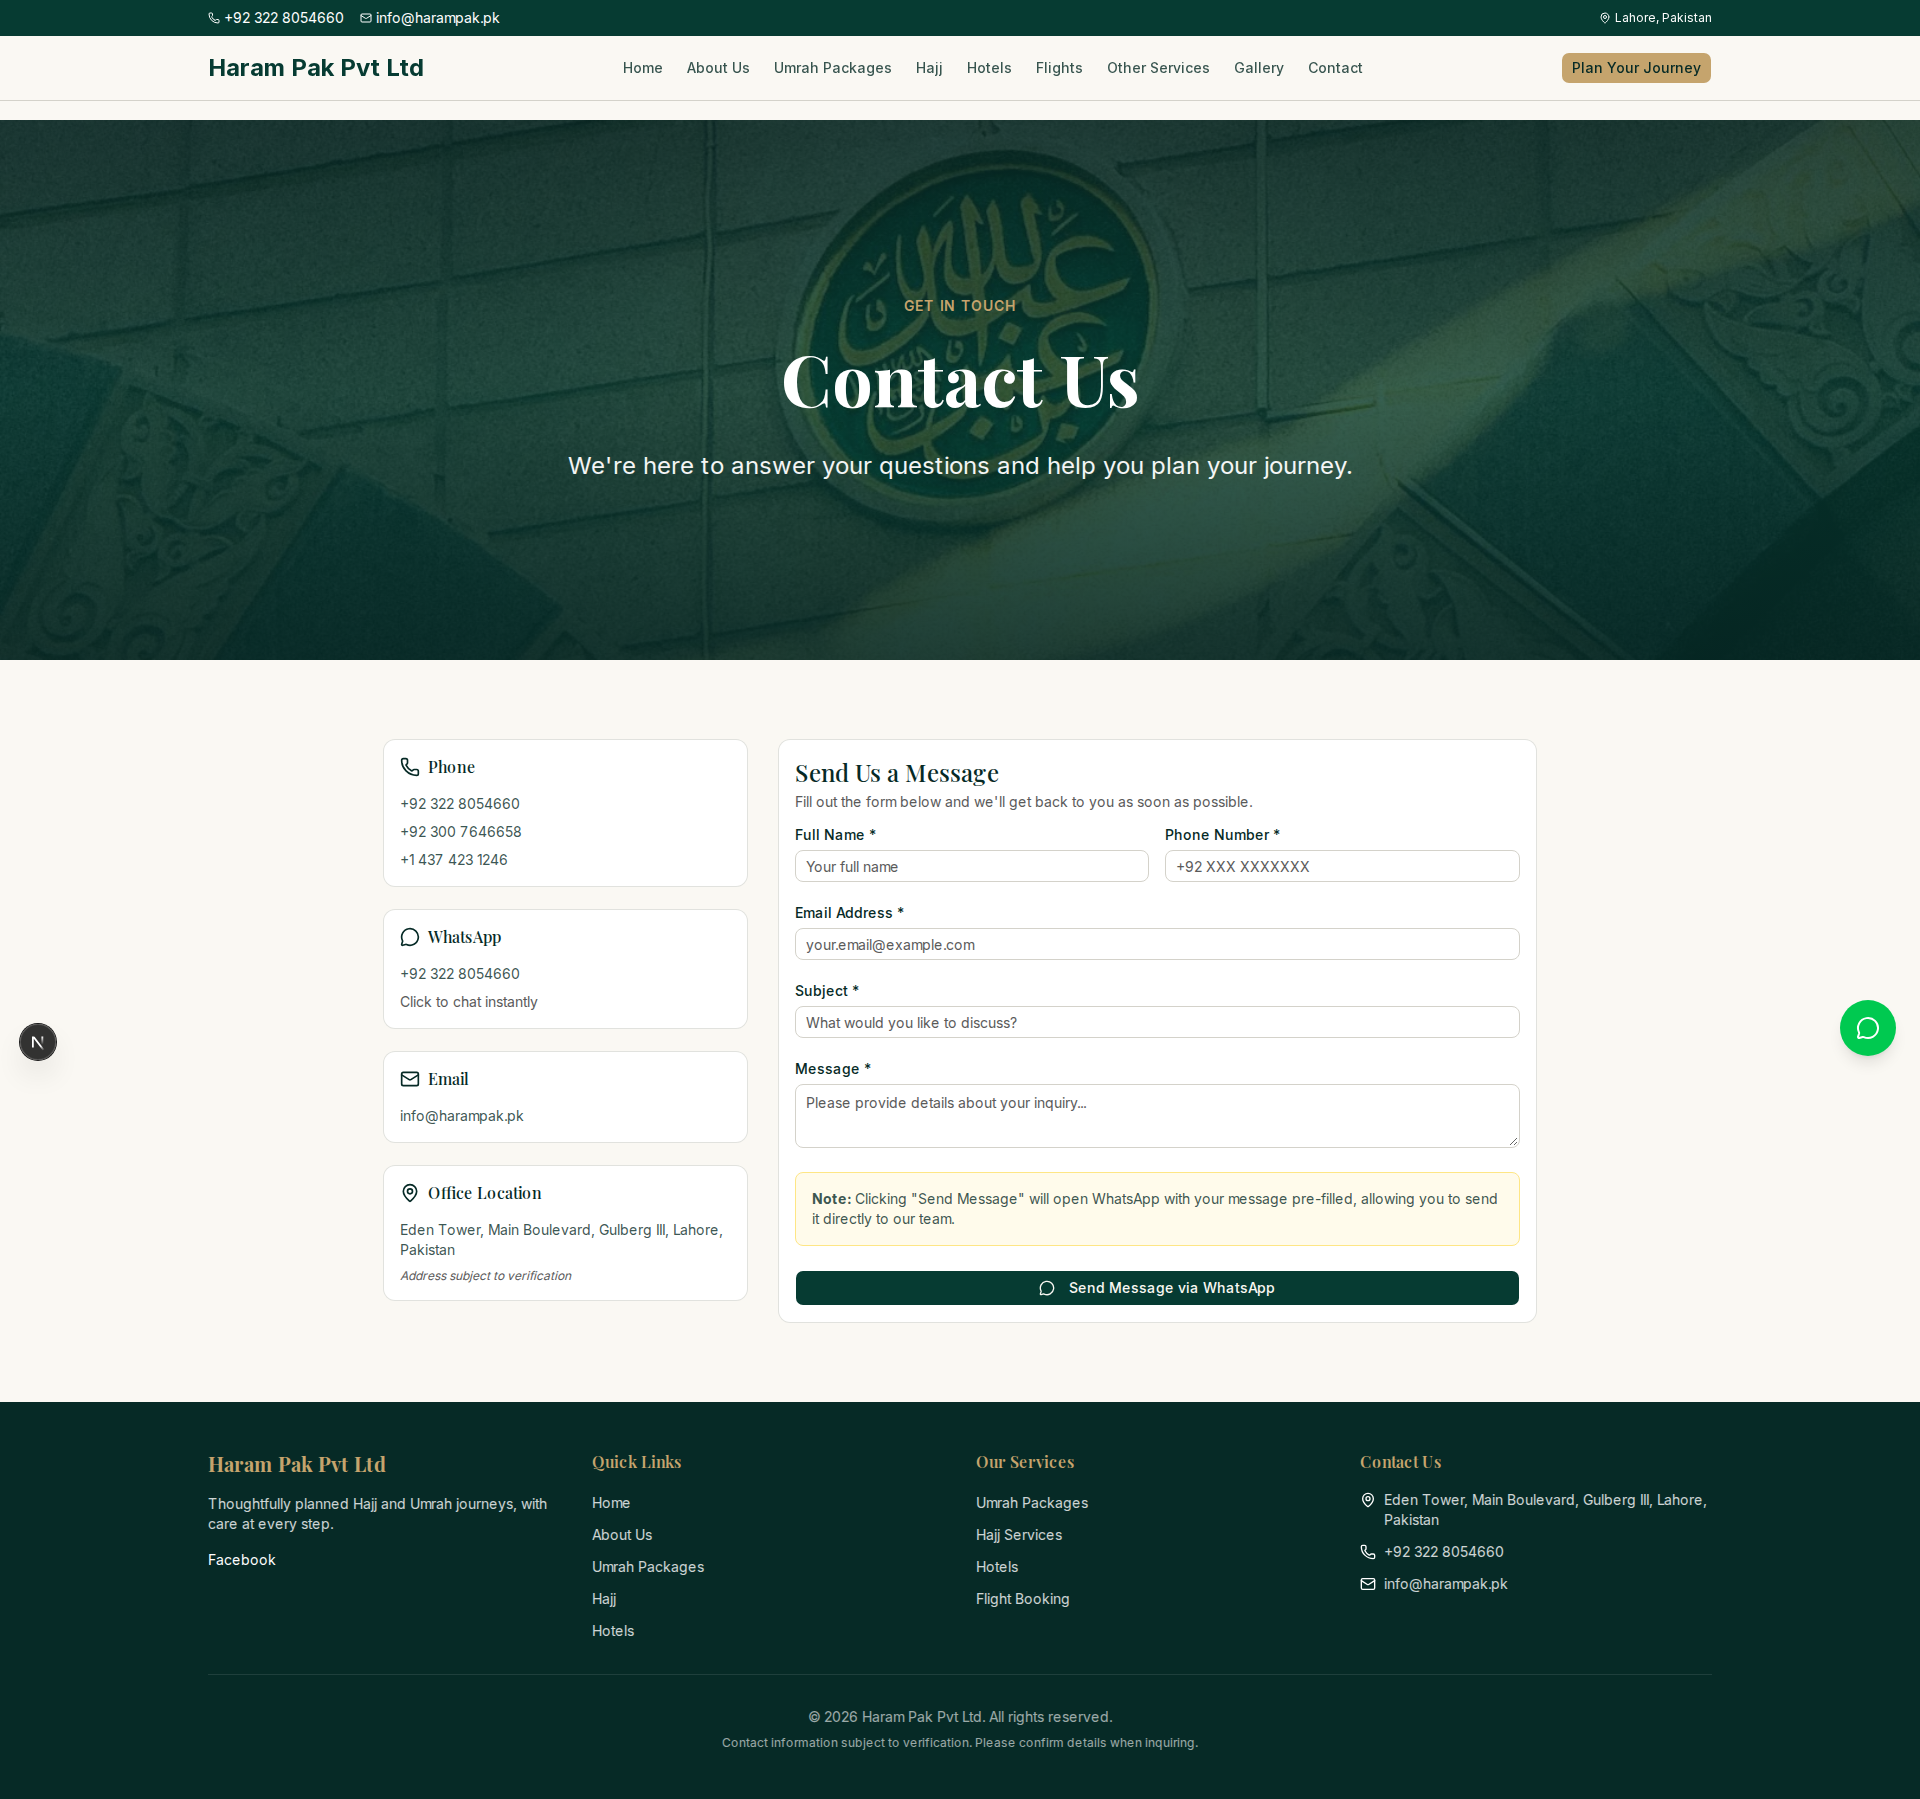 +92 322 8054660 info@harampak.pk Lahore, Pakistan
Haram Pak Pvt Ltd Home About Us Umrah Packages Hajj Hotels Flights Other Services Gallery Contact Plan Your Journey
GET IN TOUCH
Contact Us
We're here to answer your questions and help you plan your journey.
Phone
+92 322 8054660
+92 300 7646658
+1 437 423 1246
WhatsApp
+92 322 8054660
Click to chat instantly
Email
info@harampak.pk
Office Location
Eden Tower, Main Boulevard, Gulberg III, Lahore,
Pakistan
Address subject to verification
Send Us a Message
Fill out the form below and we'll get back to you as soon as possible.
Full Name * Phone Number *
Your full name +92 XXX XXXXXXX
Email Address *
your.email@example.com
Subject *
What would you like to discuss?
Message *
Please provide details about your inquiry...
Note: Clicking "Send Message" will open WhatsApp with your message pre-filled, allowing you to send
it directly to our team.
Send Message via WhatsApp
Haram Pak Pvt Ltd
Thoughtfully planned Hajj and Umrah journeys, with
care at every step.
Facebook
Quick Links
Home
About Us
Umrah Packages
Hajj
Hotels
Our Services
Umrah Packages
Hajj Services
Hotels
Flight Booking
Contact Us
Eden Tower, Main Boulevard, Gulberg III, Lahore,
Pakistan
+92 322 8054660
info@harampak.pk
© 2026 Haram Pak Pvt Ltd. All rights reserved.
Contact information subject to verification. Please confirm details when inquiring.